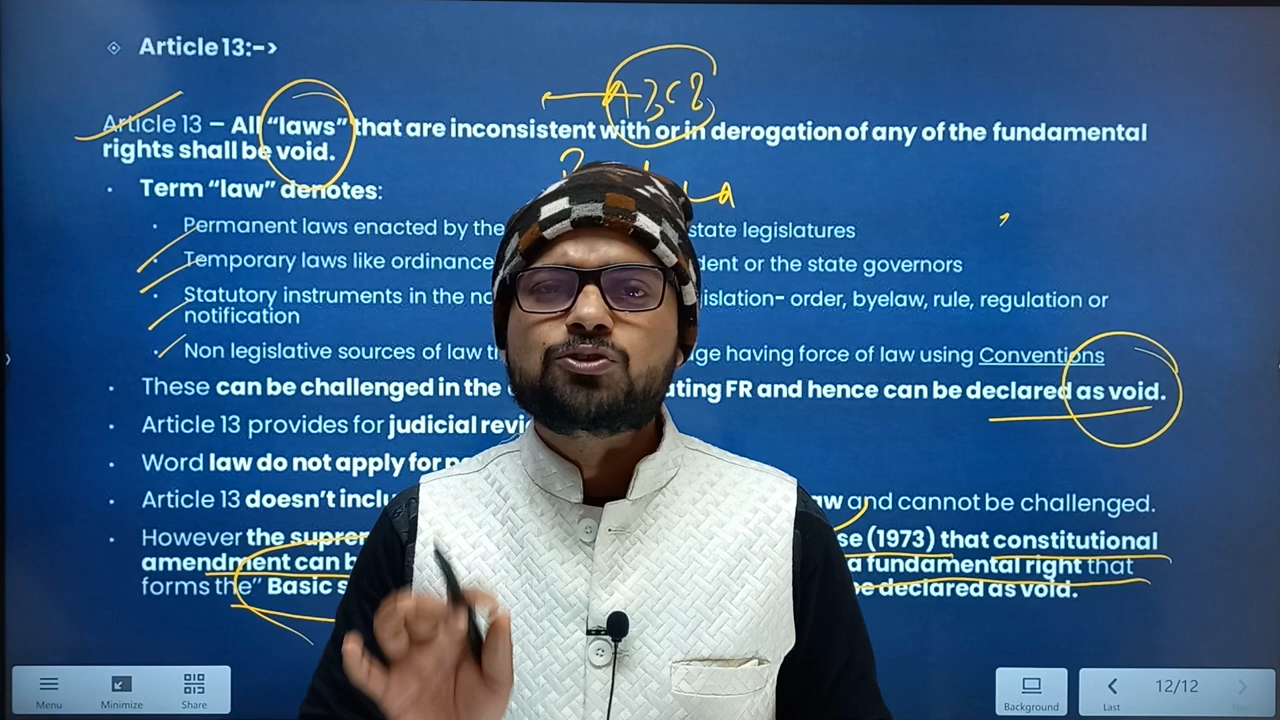 Article 13:->
ABCD
Article 13 – All “laws” that are inconsistent with or in derogation of any of the fundamental
rights shall be void.
Term “law” denotes:
Permanent laws enacted by the state legislatures
Temporary laws like ordinance dent or the state governors
Statutory instruments in the islation- order, byelaw, rule, regulation or
notification
Non legislative sources of law having force of law using Conventions
These can be challenged in the ating FR and hence can be declared as void.
Article 13 provides for judicial revi
Word law do not apply for
Article 13 doesn’t inclu aw and cannot be challenged.
However the suprem se (1973) that constitutional
amendment can b a fundamental right that
forms the” Basic s be declared as void.
Menu
Minimize
Share
Background
Last
12/12